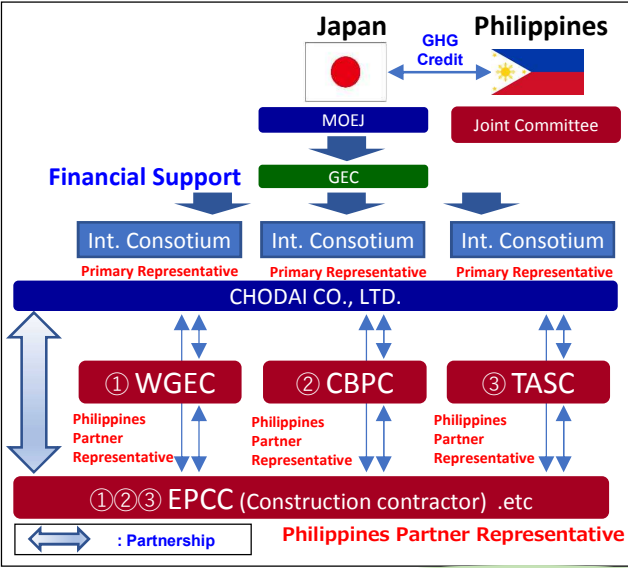 Japan
Philippines
GHG
Credit
MOEJ
Joint Committee
Financial Support
GEC
Int. Consotium
Int. Consotium
Int. Consotium
Primary Representative
Primary Representative
Primary Representative
CHODAI CO., LTD.
① WGEC
② CBPC
③ TASC
Philippines
Partner
Representative
Philippines
Partner
Representative
Philippines
Partner
Representative
①②③ EPCC (Construction contractor) .etc
: Partnership
Philippines Partner Representative